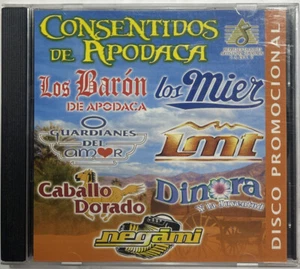 CONSENTIDOS
DE APODACA
LOS BARÓN
DE APODACA
LOS Mier
GUARDIANES
DEL
AMOR
LMT
Caballo
Dorado
Dinora
negami
DISCO PROMOCIONAL